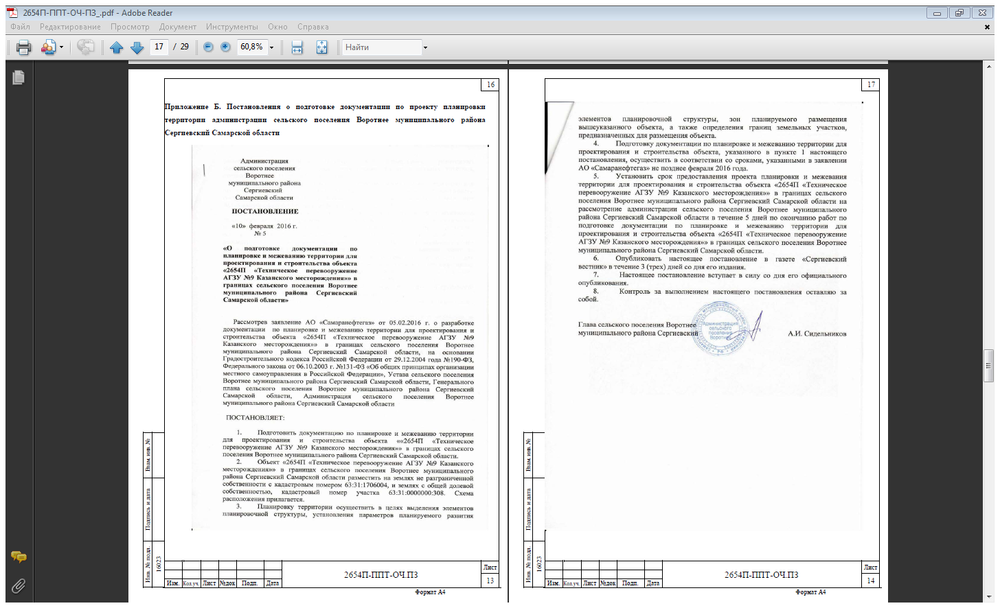 2654П-ППТ-ОЧ-ПЗ_.pdf - Adobe Reader
Файл Редактирование Просмотр Документ Инструменты Окно Справка
17 / 29 60,8% Найти
16
Приложение Б. Постановления о подготовке документации по проекту планировки
территории администрации сельского поселения Воротнее муниципального района
Сергиевский Самарской области
Администрация
сельского поселения
Воротнее
муниципального района
Сергиевский
Самарской области
ПОСТАНОВЛЕНИЕ
«10» февраля 2016 г.
№ 5
«О подготовке документации по
планировке и межеванию территории для
проектирования и строительства объекта
«2654П «Техническое перевооружение
АГЗУ №9 Казанского месторождения»» в
границах сельского поселения Воротнее
муниципального района Сергиевский
Самарской области»
Рассмотрев заявление АО «Самаранефтегаз» от 05.02.2016 г. о разработке
документации по планировке и межеванию территории для проектирования и
строительства объекта «2654П «Техническое перевооружение АГЗУ №9
Казанского месторождения»» в границах сельского поселения Воротнее
муниципального района Сергиевский Самарской области, на основании
Градостроительного кодекса Российской Федерации от 29.12.2004 года №190-ФЗ,
Федерального закона от 06.10.2003 г. №131-ФЗ «Об общих принципах организации
местного самоуправления в Российской Федерации», Устава сельского поселения
Воротнее муниципального района Сергиевский Самарской области, Генерального
плана сельского поселения Воротнее муниципального района Сергиевский
Самарской области, Администрация сельского поселения Воротнее
муниципального района Сергиевский Самарской области
ПОСТАНОВЛЯЕТ:
1. Подготовить документацию по планировке и межеванию территории
для проектирования и строительства объекта ««2654П «Техническое
перевооружение АГЗУ №9 Казанского месторождения»» в границах сельского
поселения Воротнее муниципального района Сергиевский Самарской области.
2. Объект «2654П «Техническое перевооружение АГЗУ №9 Казанского
месторождения»» в границах сельского поселения Воротнее муниципального
района Сергиевский Самарской области разместить на землях не разграниченной
собственности с кадастровым номером 63:31:1706004, и землях с общей долевой
собственностью, кадастровый номер участка 63:31:0000000:308. Схема
расположения прилагается.
3. Планировку территории осуществить в целях выделения элементов
планировочной структуры, установления параметров планируемого развития
Взам. инв. №
Подпись и дата
Инв. № подл.
16023
Изм. Кол.уч. Лист №док Подп. Дата
2654П-ППТ-ОЧ.ПЗ
Лист
13
Формат А4
17
элементов планировочной структуры, зон планируемого размещения
вышеуказанного объекта, а также определения границ земельных участков,
предназначенных для размещения объекта.
4. Подготовку документации по планировке и межеванию территории для
проектирования и строительства объекта, указанного в пункте 1 настоящего
постановления, осуществить в соответствии со сроками, указанными в заявлении
АО «Самаранефтегаз» не позднее февраля 2016 года.
5. Установить срок предоставления проекта планировки и межевания
территории для проектирования и строительства объекта «2654П «Техническое
перевооружение АГЗУ №9 Казанского месторождения»» в границах сельского
поселения Воротнее муниципального района Сергиевский Самарской области на
рассмотрение администрации сельского поселения Воротнее муниципального
района Сергиевский Самарской области в течение 5 дней по окончанию работ по
подготовке документации по планировке и межеванию территории для
проектирования и строительства объекта «2654П «Техническое перевооружение
АГЗУ №9 Казанского месторождения»» в границах сельского поселения Воротнее
муниципального района Сергиевский Самарской области.
6. Опубликовать настоящее постановление в газете «Сергиевский
вестник» в течение 3 (трех) дней со дня его издания.
7. Настоящее постановление вступает в силу со дня его официального
опубликования.
8. Контроль за выполнением настоящего постановления оставляю за
собой.
Глава сельского поселения Воротнее
муниципального района Сергиевский А.И. Сидельников
Администрация
сельского
поселения
Воротнее
Взам. инв. №
Подпись и дата
Инв. № подл.
16023
Изм. Кол.уч. Лист №док Подп. Дата
2654П-ППТ-ОЧ.ПЗ
Лист
14
Формат А4